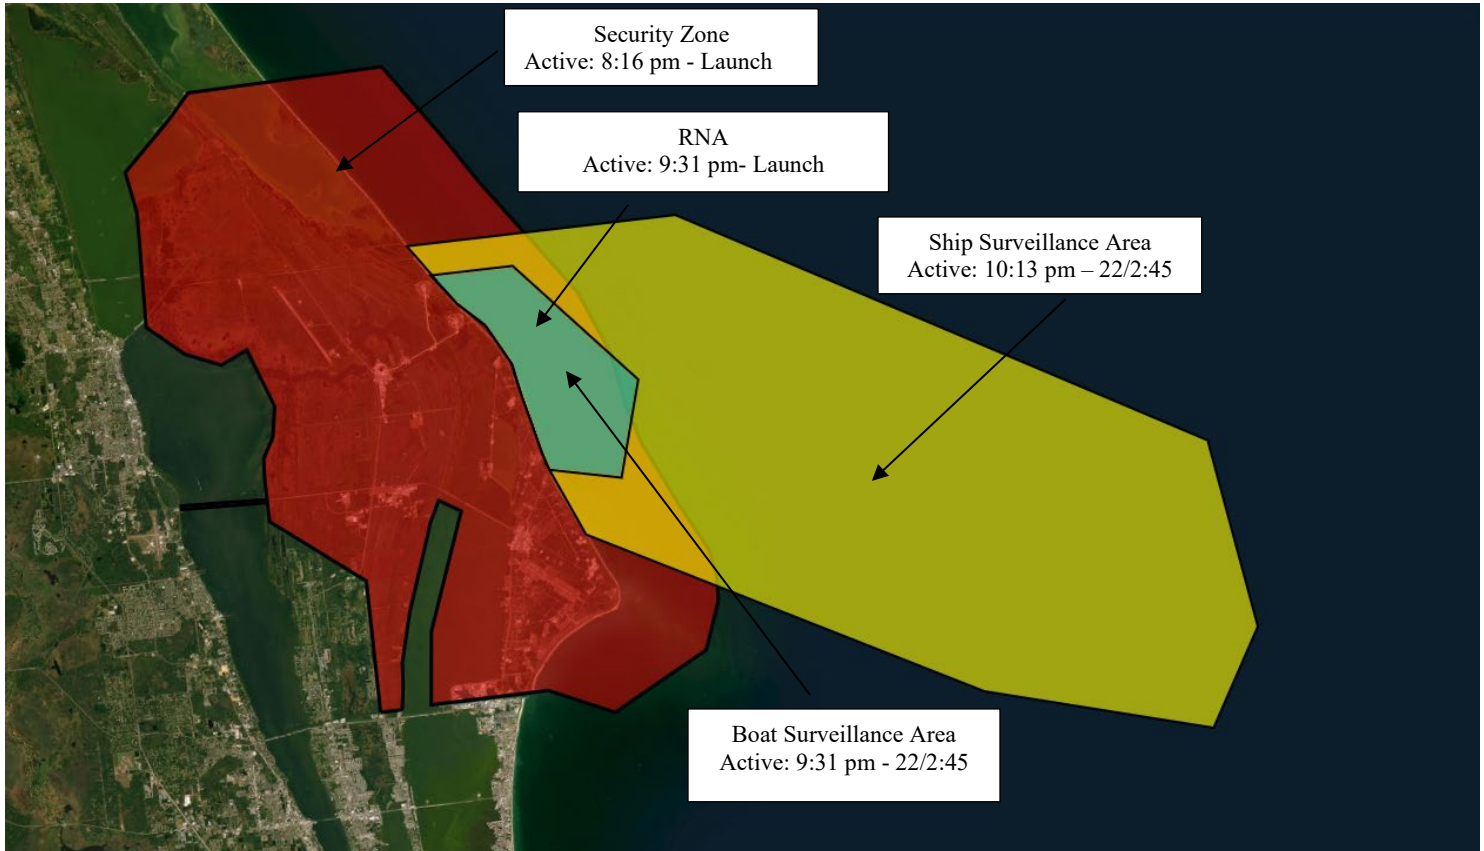 Security Zone
Active: 8:16 pm - Launch
RNA
Active: 9:31 pm- Launch
Ship Surveillance Area
Active: 10:13 pm – 22/2:45
Boat Surveillance Area
Active: 9:31 pm - 22/2:45